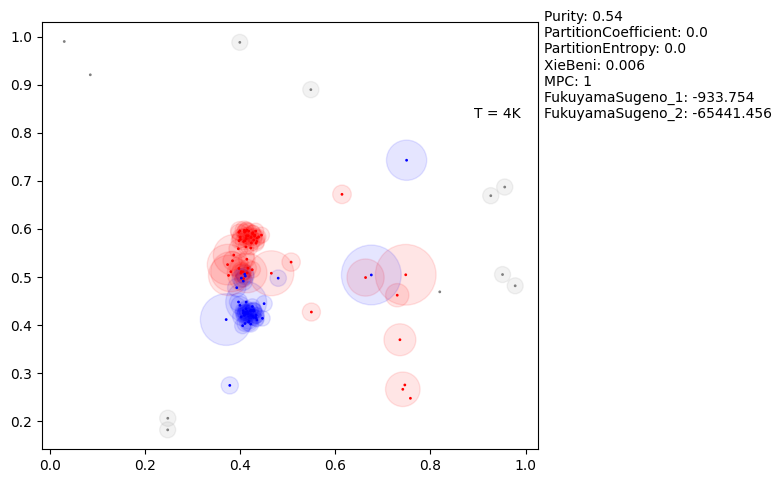 Purity: 0.54
PartitionCoefficient: 0.0
PartitionEntropy: 0.0
XieBeni: 0.006
MPC: 1
FukuyamaSugeno_1: -933.754
FukuyamaSugeno_2: -65441.456
T = 4K
1.0
0.9
0.8
0.7
0.6
0.5
0.4
0.3
0.2
0.0
0.2
0.4
0.6
0.8
1.0